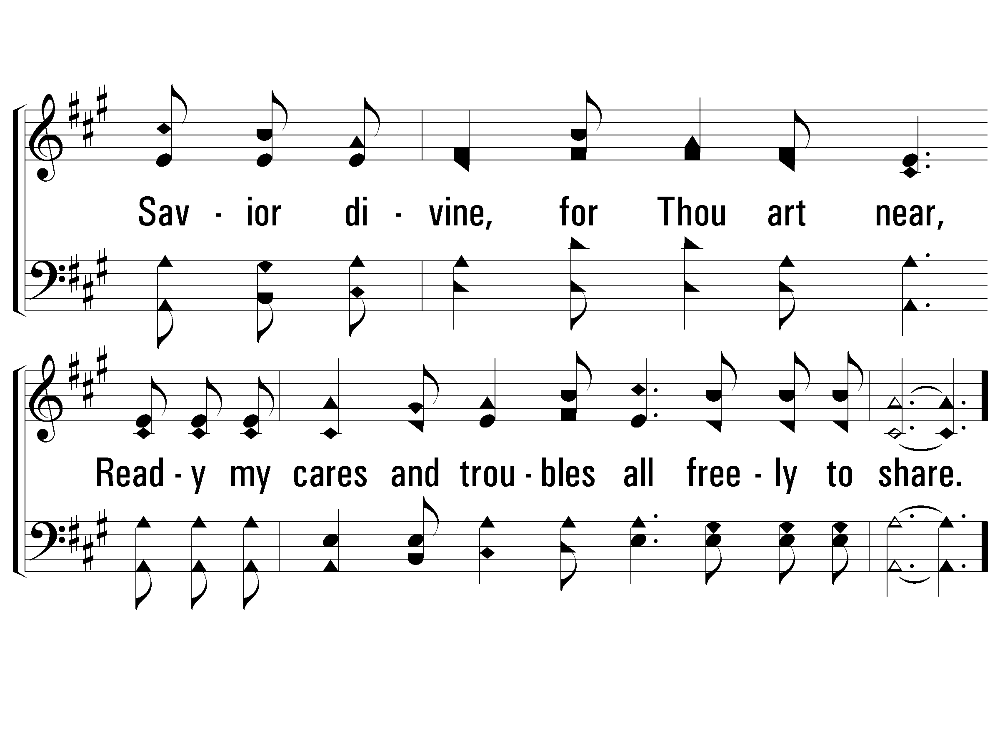 Sav - ior di - vine, for Thou art near,
Read - y my cares and trou - bles all free - ly to share.